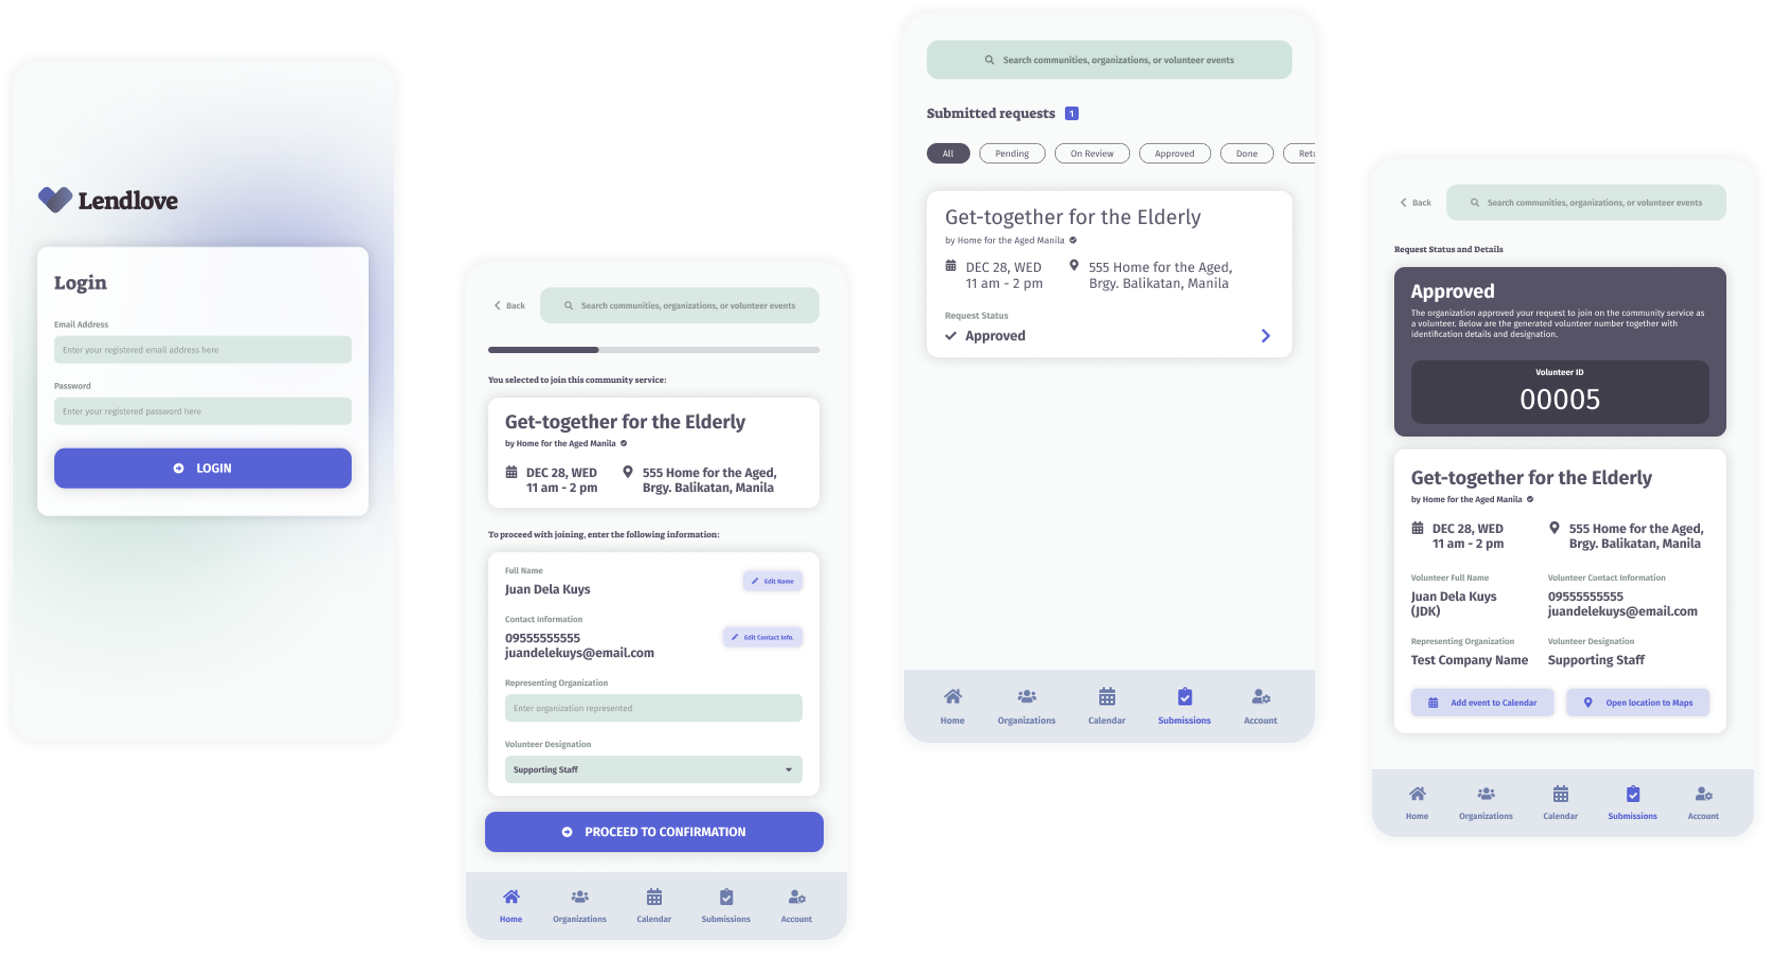 Lendlove
Login
Email Address
Enter your registered email address here
Password
Enter your registered password here
LOGIN
Back
Search communities, organizations, or volunteer events
You selected to join this community service:
Get-together for the Elderly
by Home for the Aged Manila
DEC 28, WED
11 am - 2 pm
555 Home for the Aged,
Brgy. Balikatan, Manila
To proceed with joining, enter the following information:
Full Name
Juan Dela Kuys
Edit Name
Contact Information
09555555555
juandelekuys@email.com
Edit Contact Info.
Representing Organization
Enter organization represented
Volunteer Designation
Supporting Staff
PROCEED TO CONFIRMATION
Home
Organizations
Calendar
Submissions
Account
Search communities, organizations, or volunteer events
Submitted requests 1
All
Pending
On Review
Approved
Done
Retu
Get-together for the Elderly
by Home for the Aged Manila
DEC 28, WED
11 am - 2 pm
555 Home for the Aged,
Brgy. Balikatan, Manila
Request Status
Approved
Home
Organizations
Calendar
Submissions
Account
Back
Search communities, organizations, or volunteer events
Request Status and Details
Approved
The organization approved your request to join on the community service as
a volunteer. Below are the generated volunteer number together with
identification details and designation.
Volunteer ID
00005
Get-together for the Elderly
by Home for the Aged Manila
DEC 28, WED
11 am - 2 pm
555 Home for the Aged,
Brgy. Balikatan, Manila
Volunteer Full Name
Juan Dela Kuys
(JDK)
Volunteer Contact Information
09555555555
juandelekuys@email.com
Representing Organization
Test Company Name
Volunteer Designation
Supporting Staff
Add event to Calendar
Open location to Maps
Home
Organizations
Calendar
Submissions
Account